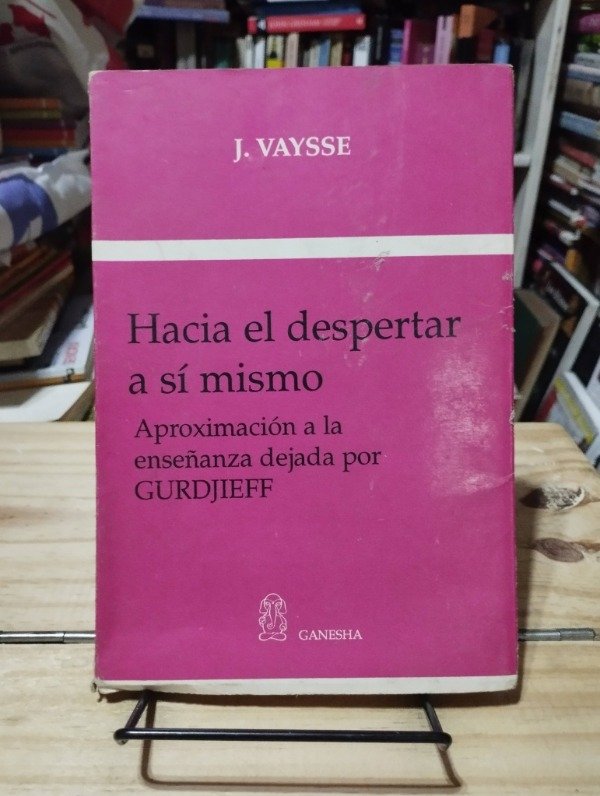 J. VAYSSE
Hacia el despertar
a sí mismo
Aproximación a la
enseñanza dejada por
GURDJIEFF
GANESHA